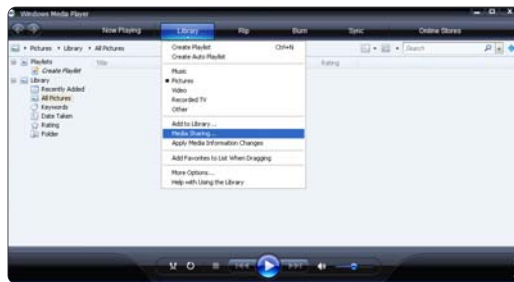 Windows Media Player
Now Playing Library Rip Burn Sync Online Stores
Pictures Library All Pictures Search
Playlists
Create Playlist
Library
Recently Added
All Pictures
Keywords
Date Taken
Rating
Folder
Title
Rating
Create Playlist Ctrl+N
Create Auto Playlist
Music
Pictures
Video
Recorded TV
Other
Add to Library...
Media Sharing...
Apply Media Information Changes
Add Favorites to List When Dragging
More Options...
Help with Using the Library